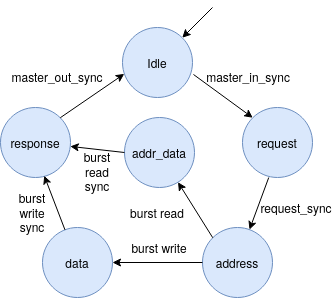 Idle
master_out_sync
master_in_sync
response
addr_data
request
burst
read
sync
burst
write
sync
burst read
request_sync
burst write
data
address